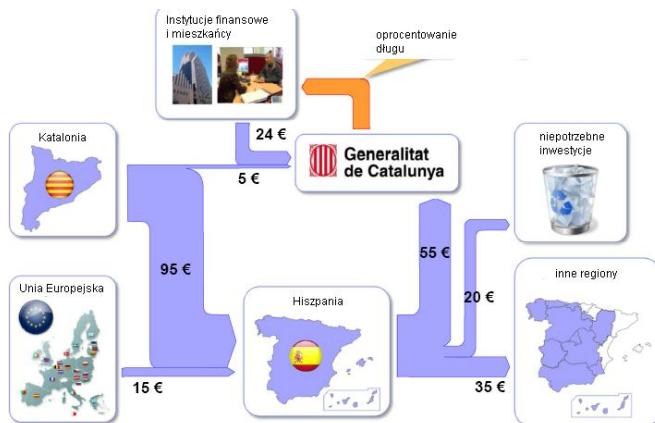 Instytucje finansowe
i mieszkańcy
oprocentowanie
długu
24 €
Katalonia
5 €
Generalitat
de Catalunya
niepotrzebne
inwestycje
95 €
55 €
20 €
Unia Europejska
Hiszpania
inne regiony
15 €
35 €